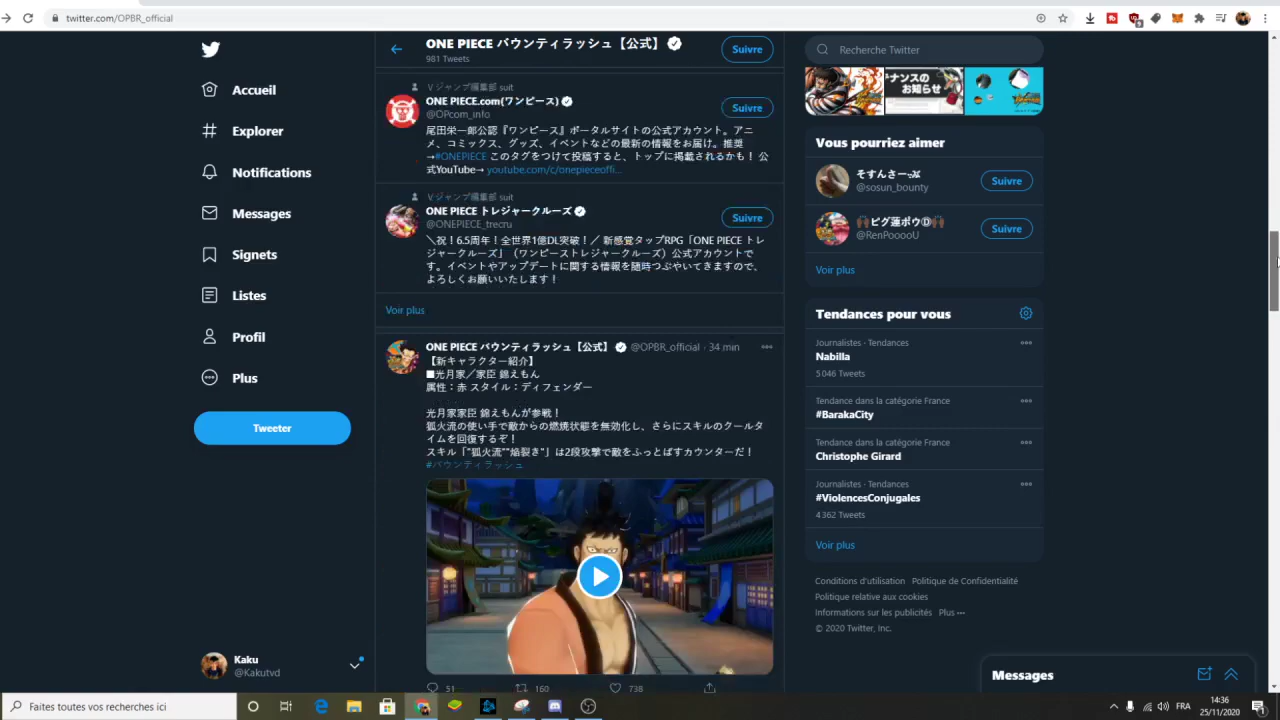 twitter.com/OPBR_official
Accueil
Explorer
Notifications
Messages
Signets
Listes
Profil
Plus
Tweeter
Kaku
@Kakutvd
ONE PIECE バウンティラッシュ【公式】
981 Tweets
Suivre
Vジャンプ編集部 suit
ONE PIECE.com(ワンピース)
@OPcom_info
Suivre
尾田栄一郎公認『ワンピース』ポータルサイトの公式アカウント。アニ
メ、コミックス、グッズ、イベントなどの最新の情報をお届け。推奨
→#ONEPIECE このタグをつけて投稿すると、トップに掲載されるかも！ 公
式YouTube→ youtube.com/c/onepieceoffi...
Vジャンプ編集部 suit
ONE PIECE トレジャークルーズ
@ONEPIECE_trecru
Suivre
＼祝！6.5周年！全世界1億DL突破！／ 新感覚タップRPG「ONE PIECE トレ
ジャークルーズ」（ワンピーストレジャークルーズ）公式アカウントで
す。イベントやアップデートに関する情報を随時つぶやいてきますので、
よろしくお願いいたします！
Voir plus
ONE PIECE バウンティラッシュ【公式】 @OPBR_official · 34 min
【新キャラクター紹介】
■光月家／家臣 錦えもん
属性：赤 スタイル：ディフェンダー
光月家家臣 錦えもんが参戦！
狐火流の使い手で敵からの燃焼状態を無効化し、さらにスキルのクールタ
イムを回復するぞ！
スキル「"狐火流""焔裂き"」は2段攻撃で敵をふっとばすカウンターだ！
#バウンティラッシュ
51
160
738
Recherche Twitter
ナンスの
お知らせ
Vous pourriez aimer
そすんさー
@sosun_bounty
Suivre
ピグ蓮ポウⒹ
@RenPooooU
Suivre
Voir plus
Tendances pour vous
Journalistes · Tendances
Nabilla
5 046 Tweets
Tendance dans la catégorie France
#BarakaCity
Tendance dans la catégorie France
Christophe Girard
Journalistes · Tendances
#ViolencesConjugales
4 362 Tweets
Voir plus
Conditions d'utilisation Politique de Confidentialité
Politique relative aux cookies
Informations sur les publicités Plus
© 2020 Twitter, Inc.
Messages
Faites toutes vos recherches ici
FRA
14:36
25/11/2020